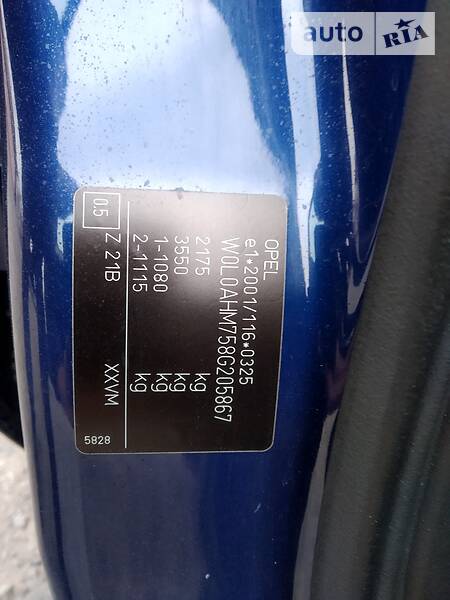 auto RIA
OPEL
e1*2001/116*0325
W0L0AHM758G205867
2175 kg
3550 kg
1-1080 kg
2-1115 kg
0.5 Z 21B XXVM
5828